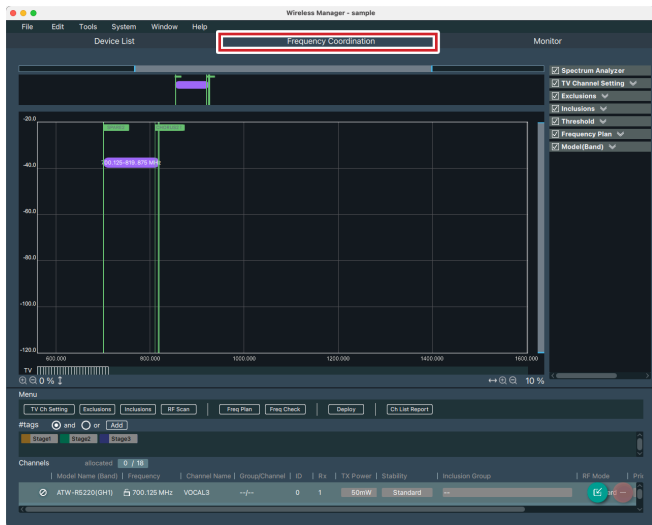 Wireless Manager - sample
File Edit Tools System Window Help
Device List Frequency Coordination Monitor
Spectrum Analyzer
TV Channel Setting
Exclusions
Inclusions
Threshold
Frequency Plan
Model(Band)
-20.0
700.125-819.875 MHz
-40.0
-60.0
-80.0
-100.0
-120.0
600.000 800.000 1000.000 1200.000 1400.000 1600.000
TV
0 % 10 %
Menu
TV Ch Setting Exclusions Inclusions RF Scan | Freq Plan Freq Check | Deploy | Ch List Report
#tags and or Add
Stage1 Stage2 Stage3
Channels allocated 0 / 18
| Model Name (Band) | Frequency | Channel Name | Group/Channel | ID | Rx | TX Power | Stability | Inclusion Group | RF Mode | Pri
ATW-R5220(GH1) 700.125 MHz VOCAL3 --/-- 0 1 50mW Standard --